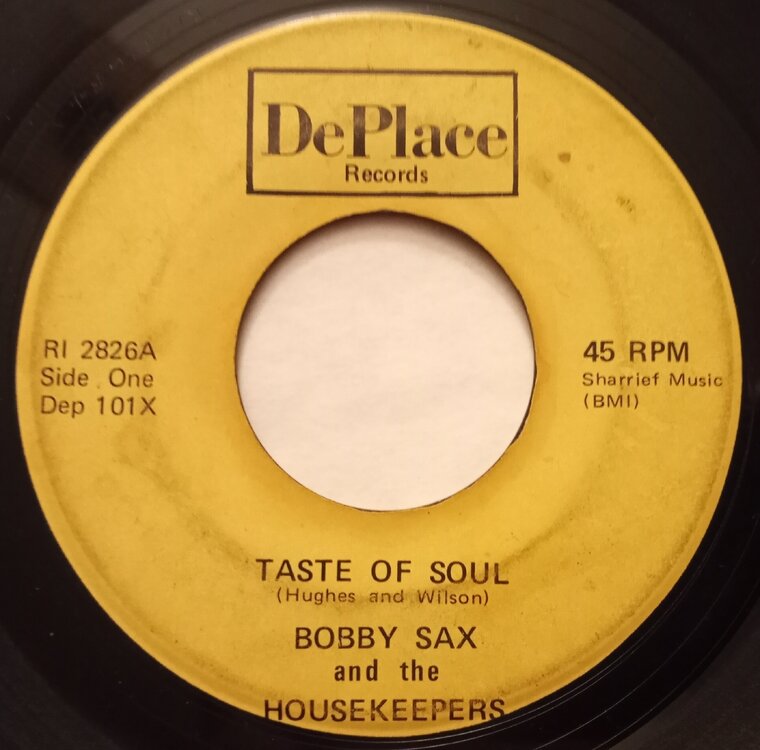 DePlace
Records
RI 2826A
Side One
Dep 101X
45 RPM
Sharrief Music
(BMI)
TASTE OF SOUL
(Hughes and Wilson)
BOBBY SAX
and the
HOUSEKEEPERS